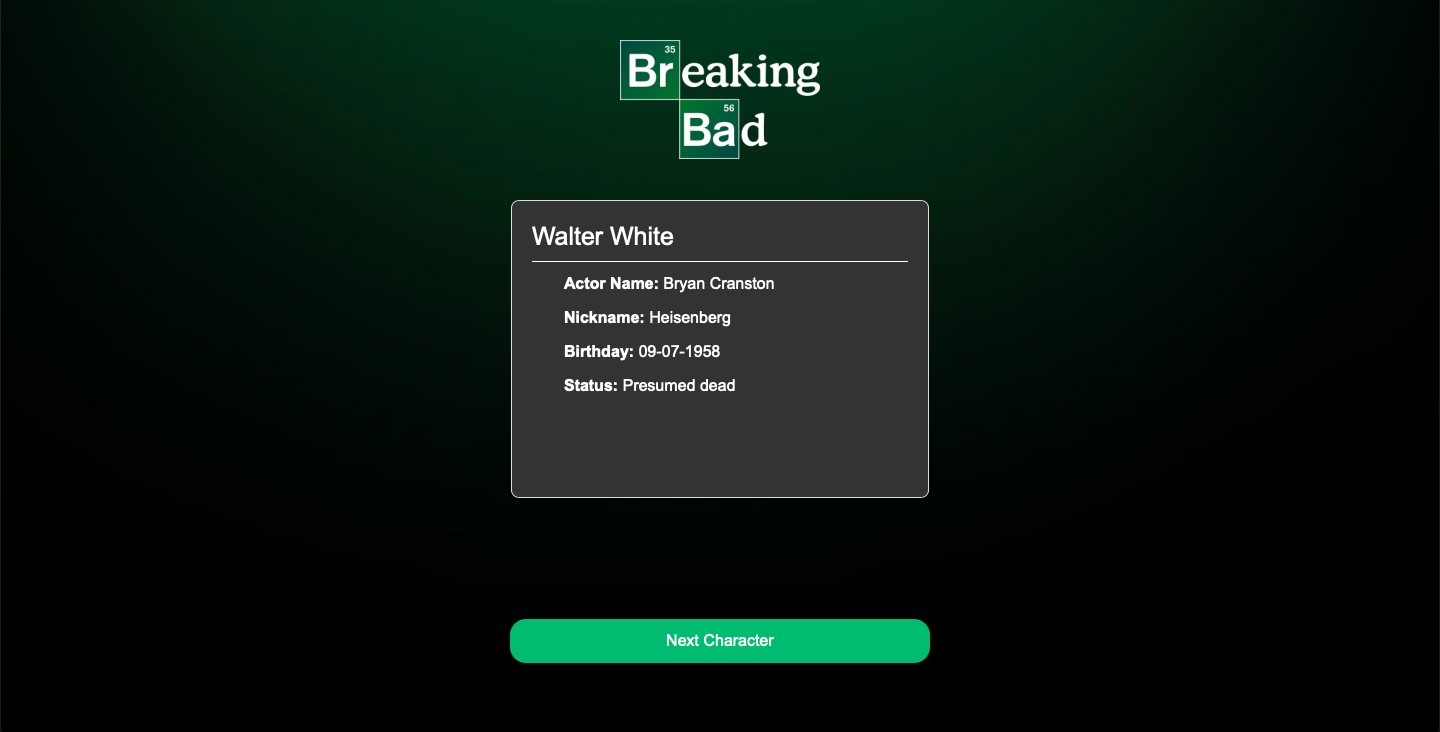 35
Breaking
56
Bad
Walter White
Actor Name: Bryan Cranston
Nickname: Heisenberg
Birthday: 09-07-1958
Status: Presumed dead
Next Character